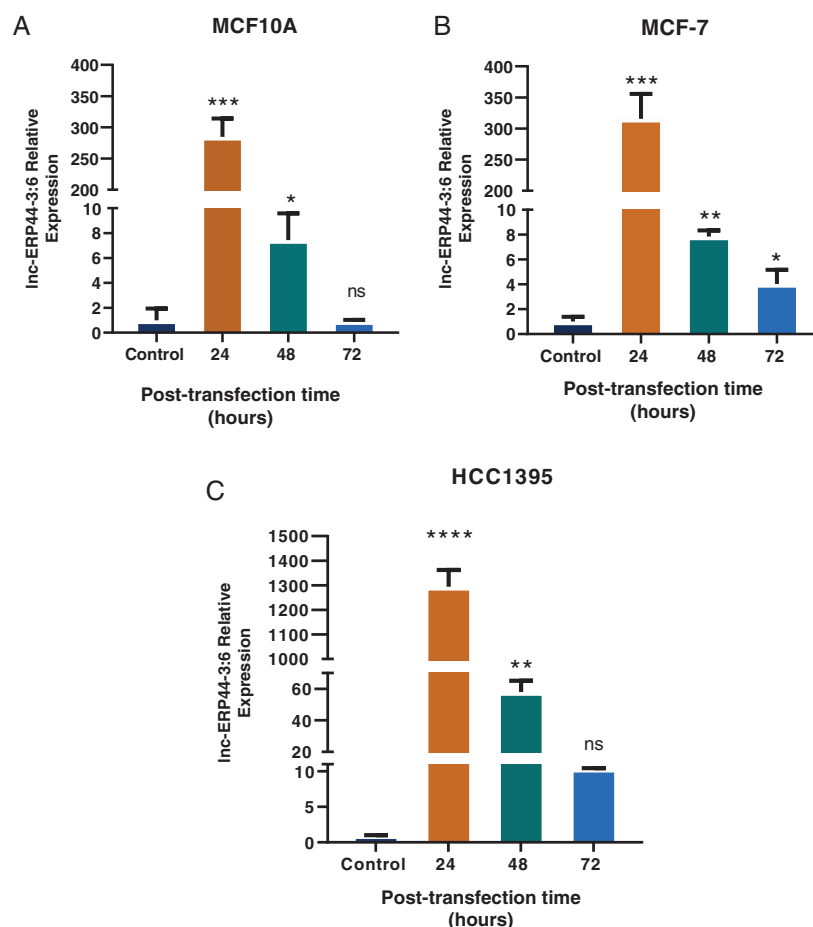 A
MCF10A
lnc-ERP44-3:6 Relative
Expression
400
350
300
250
200
10
8
6
4
2
0
***
*
ns
Control
24
48
72
Post-transfection time
(hours)
B
MCF-7
lnc-ERP44-3:6 Relative
Expression
400
350
300
250
200
10
8
6
4
2
0
***
**
*
Control
24
48
72
Post-transfection time
(hours)
C
HCC1395
lnc-ERP44-3:6 Relative
Expression
1500
1400
1300
1200
1100
1000
60
40
20
10
5
0
****
**
ns
Control
24
48
72
Post-transfection time
(hours)